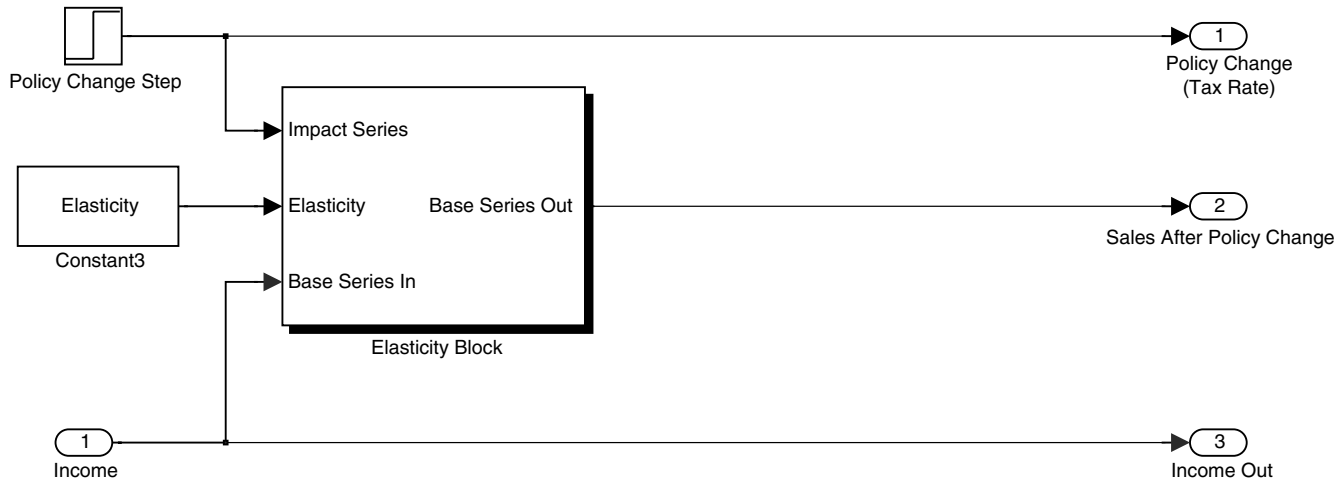 Policy Change Step
1
Policy Change
(Tax Rate)
Impact Series
Elasticity
Constant3
Elasticity
Base Series Out
Base Series In
Elasticity Block
2
Sales After Policy Change
1
Income
3
Income Out